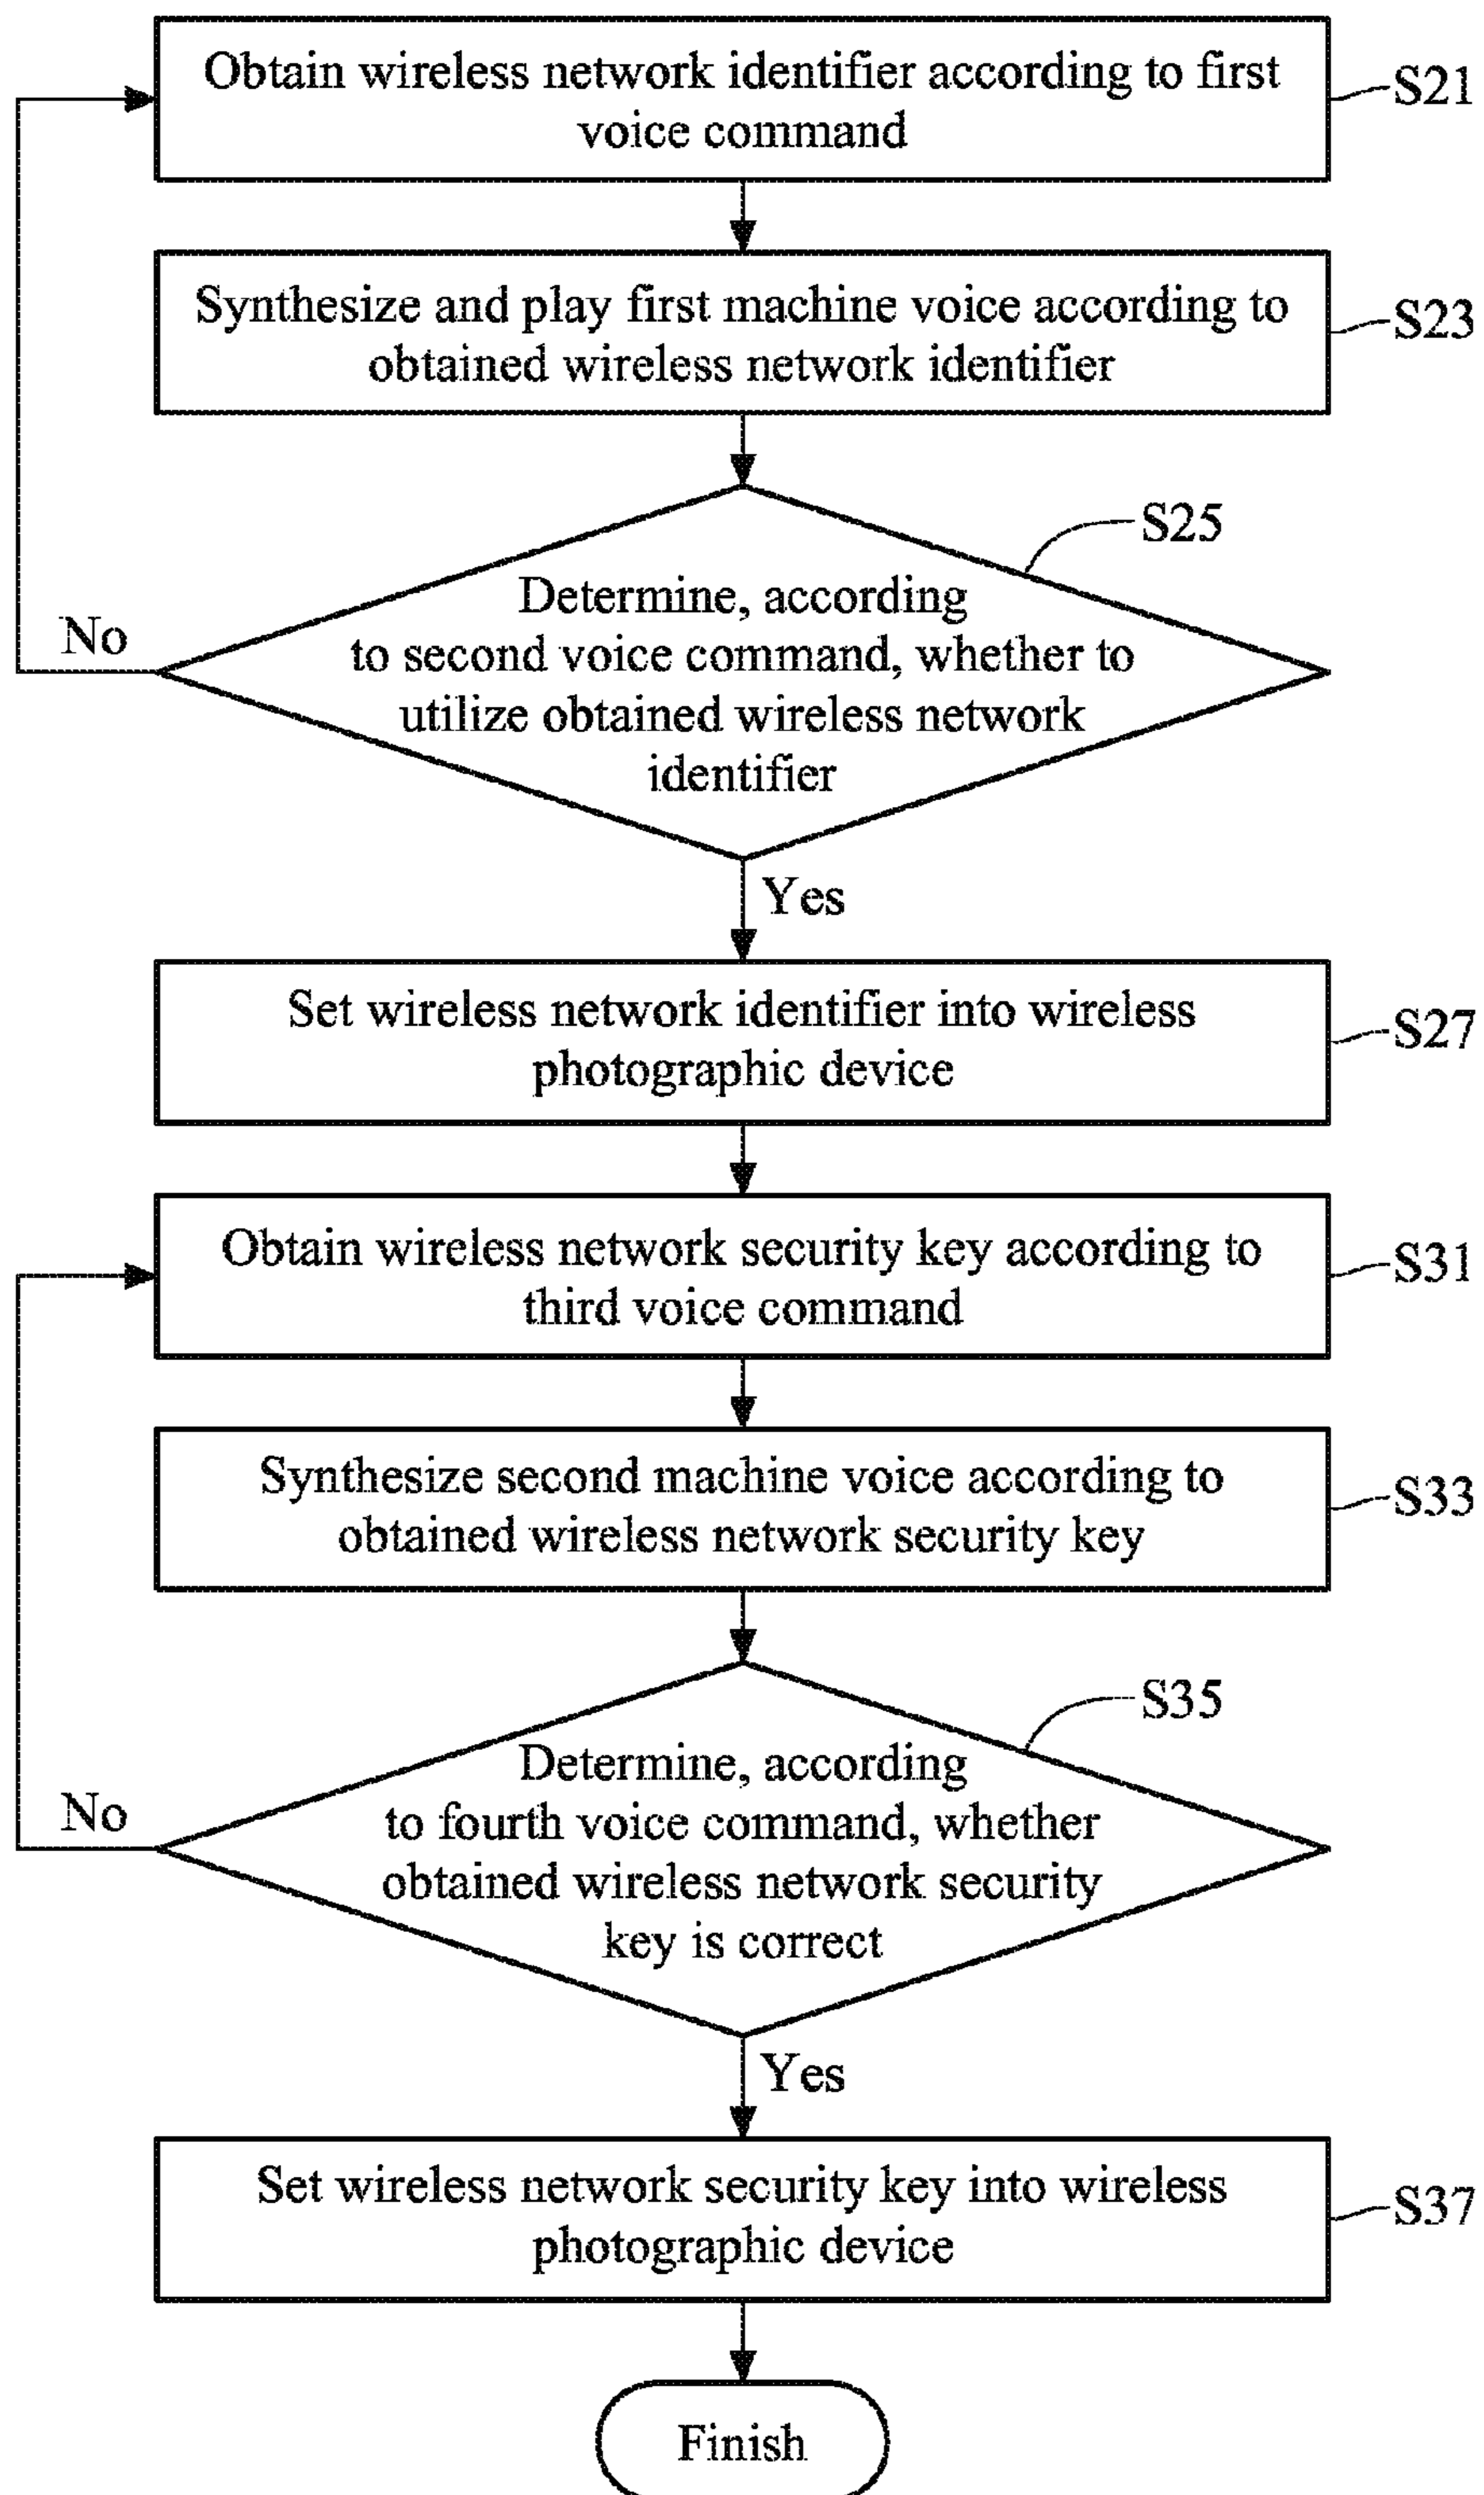 Obtain wireless network identifier according to first
voice command
S21
Synthesize and play first machine voice according to
obtained wireless network identifier
S23
S25
Determine, according
to second voice command, whether to
utilize obtained wireless network
identifier
No
Yes
Set wireless network identifier into wireless
photographic device
S27
Obtain wireless network security key according to
third voice command
S31
Synthesize second machine voice according to
obtained wireless network security key
S33
S35
Determine, according
to fourth voice command, whether
obtained wireless network security
key is correct
No
Yes
Set wireless network security key into wireless
photographic device
S37
Finish